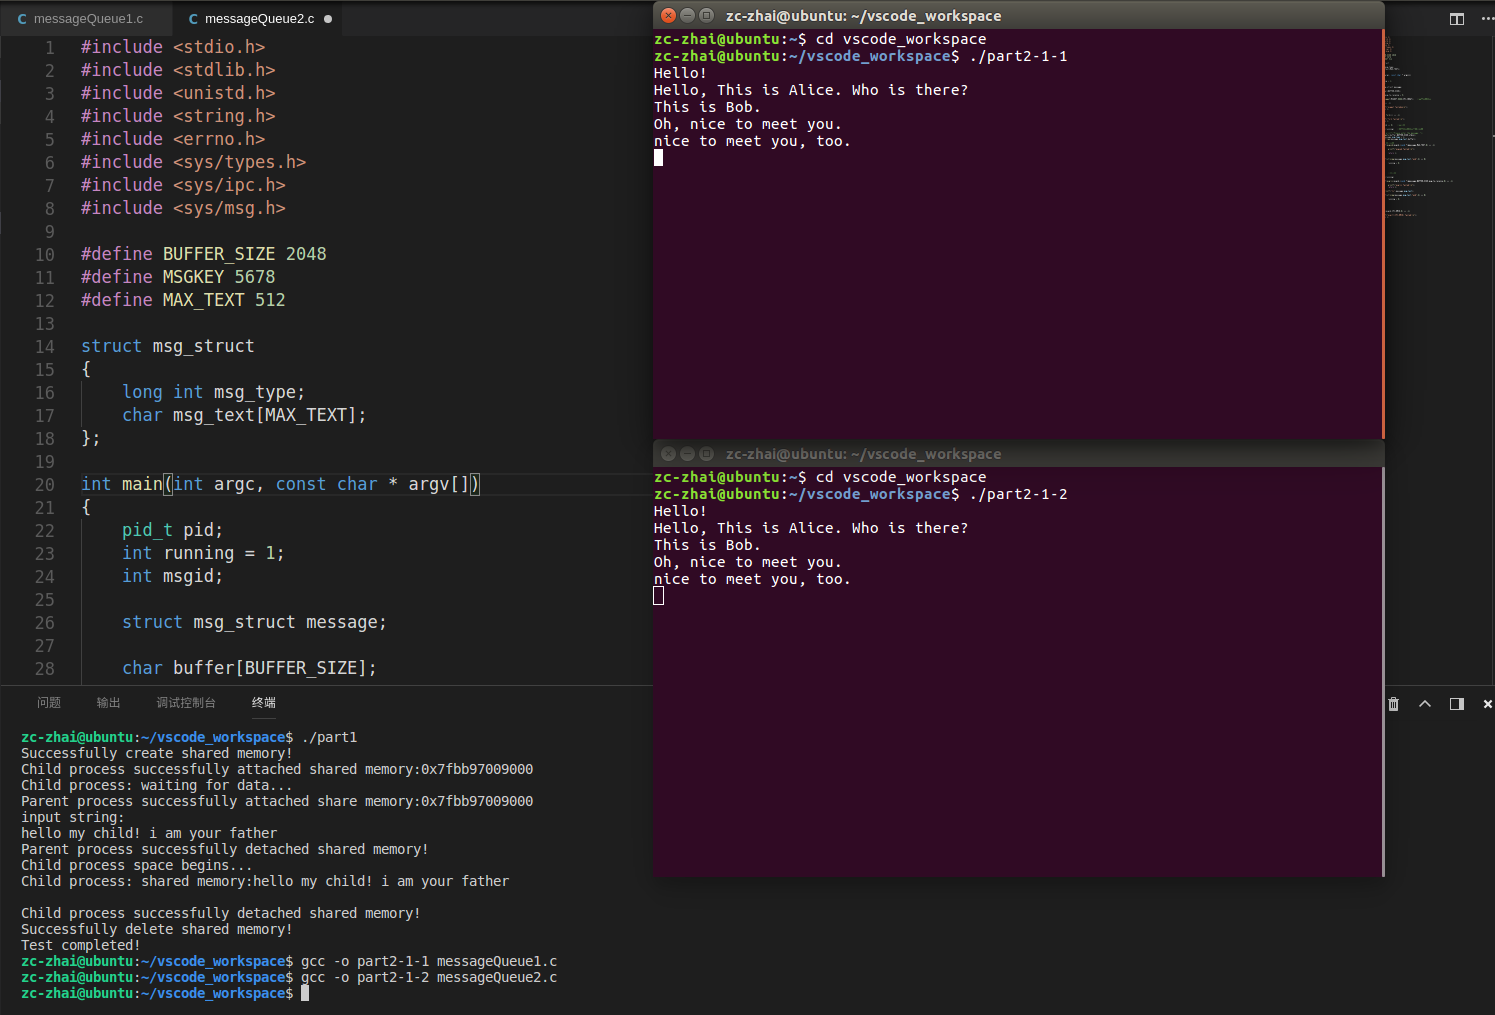 messageQueue1.c
messageQueue2.c
1 #include <stdio.h>
2 #include <stdlib.h>
3 #include <unistd.h>
4 #include <string.h>
5 #include <errno.h>
6 #include <sys/types.h>
7 #include <sys/ipc.h>
8 #include <sys/msg.h>
9
10 #define BUFFER_SIZE 2048
11 #define MSGKEY 5678
12 #define MAX_TEXT 512
13
14 struct msg_struct
15 {
16 long int msg_type;
17 char msg_text[MAX_TEXT];
18 };
19
20 int main(int argc, const char * argv[])
21 {
22 pid_t pid;
23 int running = 1;
24 int msgid;
25
26 struct msg_struct message;
27
28 char buffer[BUFFER_SIZE];
zc-zhai@ubuntu: ~/vscode_workspace
zc-zhai@ubuntu:~$ cd vscode_workspace
zc-zhai@ubuntu:~/vscode_workspace$ ./part2-1-1
Hello!
Hello, This is Alice. Who is there?
This is Bob.
Oh, nice to meet you.
nice to meet you, too.
zc-zhai@ubuntu: ~/vscode_workspace
zc-zhai@ubuntu:~$ cd vscode_workspace
zc-zhai@ubuntu:~/vscode_workspace$ ./part2-1-2
Hello!
Hello, This is Alice. Who is there?
This is Bob.
Oh, nice to meet you.
nice to meet you, too.
问题 输出 调试控制台 终端
zc-zhai@ubuntu:~/vscode_workspace$ ./part1
Successfully create shared memory!
Child process successfully attached shared memory:0x7fbb97009000
Child process: waiting for data...
Parent process successfully attached share memory:0x7fbb97009000
input string:
hello my child! i am your father
Parent process successfully detached shared memory!
Child process space begins...
Child process: shared memory:hello my child! i am your father
Child process successfully detached shared memory!
Successfully delete shared memory!
Test completed!
zc-zhai@ubuntu:~/vscode_workspace$ gcc -o part2-1-1 messageQueue1.c
zc-zhai@ubuntu:~/vscode_workspace$ gcc -o part2-1-2 messageQueue2.c
zc-zhai@ubuntu:~/vscode_workspace$